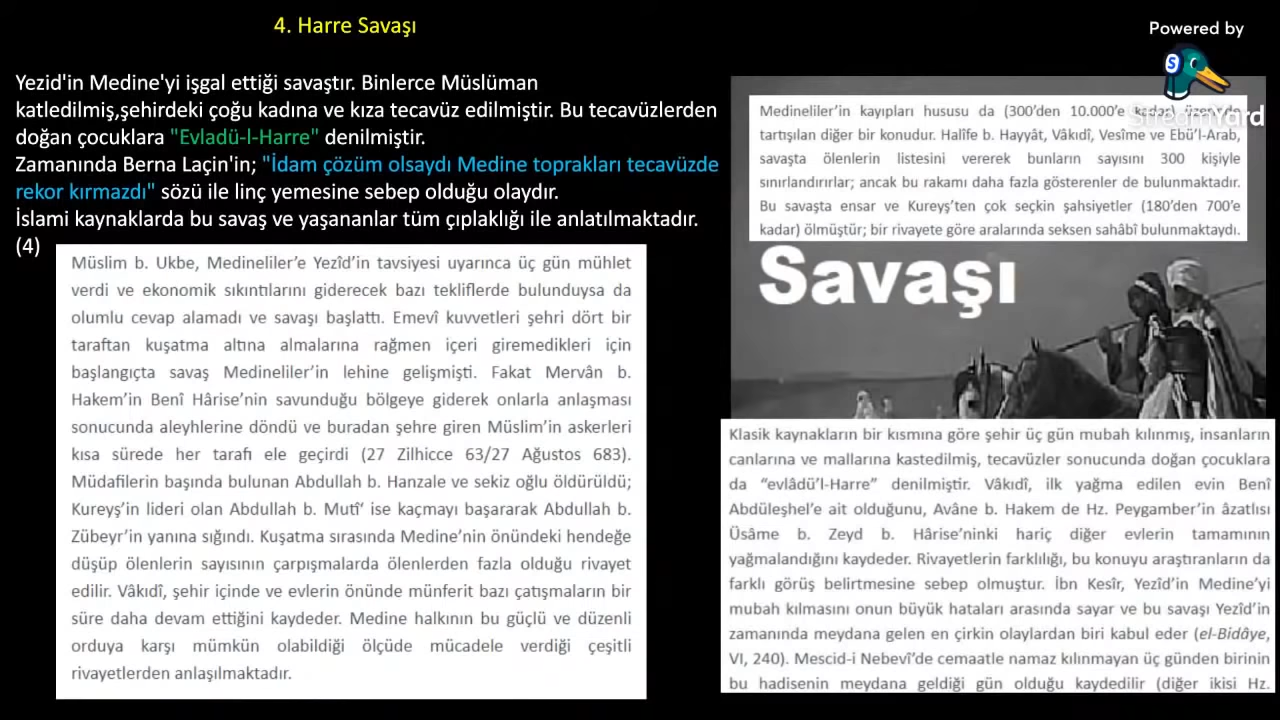 4. Harre Savaşı
Powered by
StreamYard
Yezid'in Medine'yi işgal ettiği savaştır. Binlerce Müslüman
katledilmiş,şehirdeki çoğu kadına ve kıza tecavüz edilmiştir. Bu tecavüzlerden
doğan çocuklara "Evladü-l-Harre" denilmiştir.
Zamanında Berna Laçin'in; "İdam çözüm olsaydı Medine toprakları tecavüzde
rekor kırmazdı" sözü ile linç yemesine sebep olduğu olaydır.
İslami kaynaklarda bu savaş ve yaşananlar tüm çıplaklığı ile anlatılmaktadır.
(4)
Müslim b. Ukbe, Medineliler'e Yezîd'in tavsiyesi uyarınca üç gün mühlet
verdi ve ekonomik sıkıntılarını giderecek bazı tekliflerde bulunduysa da
olumlu cevap alamadı ve savaşı başlattı. Emevî kuvvetleri şehri dört bir
taraftan kuşatma altına almalarına rağmen içeri giremedikleri için
başlangıçta savaş Medineliler'in lehine gelişmişti. Fakat Mervân b.
Hakem'in Benî Hârise'nin savunduğu bölgeye giderek onlarla anlaşması
sonucunda aleyhlerine döndü ve buradan şehre giren Müslim'in askerleri
kısa sürede her tarafı ele geçirdi (27 Zilhicce 63/27 Ağustos 683).
Müdafilerin başında bulunan Abdullah b. Hanzale ve sekiz oğlu öldürüldü;
Kureyş'in lideri olan Abdullah b. Mutî' ise kaçmayı başararak Abdullah b.
Zübeyr'in yanına sığındı. Kuşatma sırasında Medine'nin önündeki hendeğe
düşüp ölenlerin sayısının çarpışmalarda ölenlerden fazla olduğu rivayet
edilir. Vâkıdî, şehir içinde ve evlerin önünde münferit bazı çatışmaların bir
süre daha devam ettiğini kaydeder. Medine halkının bu güçlü ve düzenli
orduya karşı mümkün olabildiği ölçüde mücadele verdiği çeşitli
rivayetlerden anlaşılmaktadır.
Medineliler'in kayıpları hususu da (300'den 10.000'e kadar) üzerinde
tartışılan diğer bir konudur. Halîfe b. Hayyât, Vâkıdî, Vesîme ve Ebü'l-Arab,
savaşta ölenlerin listesini vererek bunların sayısını 300 kişiyle
sınırlandırırlar; ancak bu rakamı daha fazla gösterenler de bulunmaktadır.
Bu savaşta ensar ve Kureyş'ten çok seçkin şahsiyetler (180'den 700'e
kadar) ölmüştür; bir rivayete göre aralarında seksen sahâbî bulunmaktaydı.
Savaşı
Klasik kaynakların bir kısmına göre şehir üç gün mubah kılınmış, insanların
canlarına ve mallarına kastedilmiş, tecavüzler sonucunda doğan çocuklara
da "evlâdü'l-Harre" denilmiştir. Vâkıdî, ilk yağma edilen evin Benî
Abdüleşhel'e ait olduğunu, Avâne b. Hakem de Hz. Peygamber'in âzatlısı
Üsâme b. Zeyd b. Hârise'ninki hariç diğer evlerin tamamının
yağmalandığını kaydeder. Rivayetlerin farklılığı, bu konuyu araştıranların da
farklı görüş belirtmesine sebep olmuştur. İbn Kesîr, Yezîd'in Medine'yi
mubah kılmasını onun büyük hataları arasında sayar ve bu savaşı Yezîd'in
zamanında meydana gelen en çirkin olaylardan biri kabul eder (el-Bidâye,
VI, 240). Mescid-i Nebevî'de cemaatle namaz kılınmayan üç günden birinin
bu hadisenin meydana geldiği gün olduğu kaydedilir (diğer ikisi Hz.